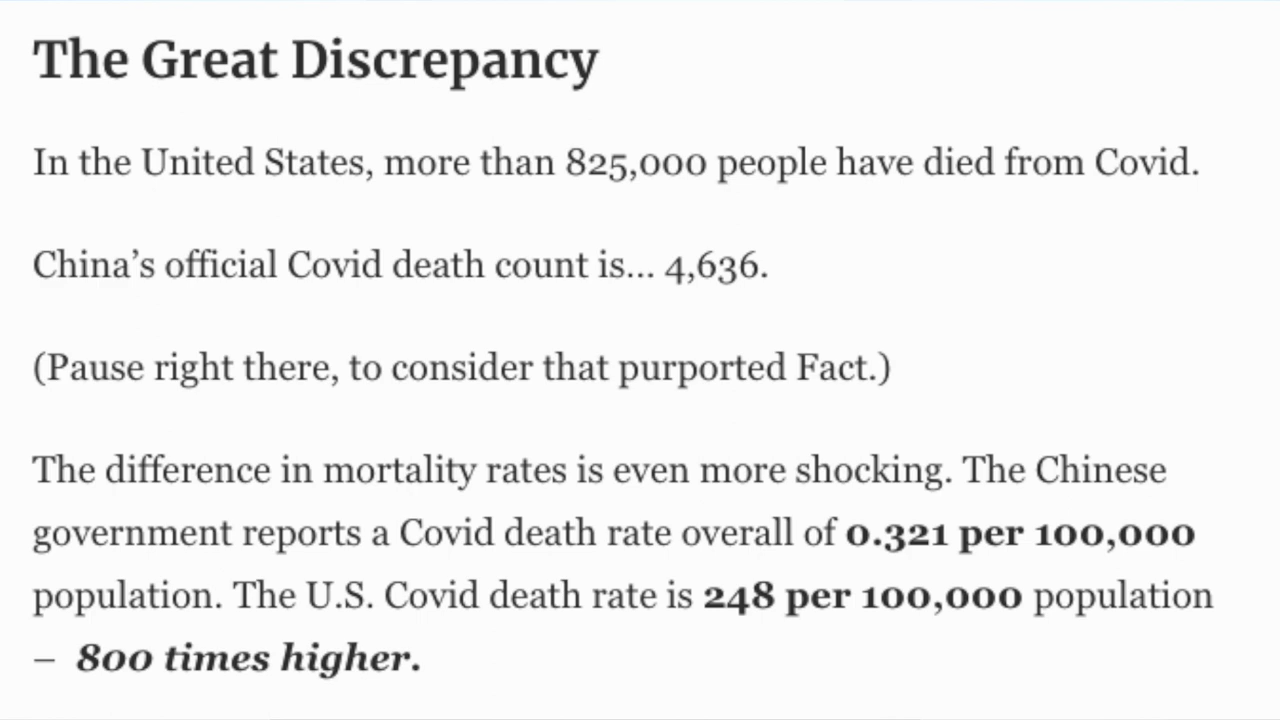 The Great Discrepancy
In the United States, more than 825,000 people have died from Covid.
China’s official Covid death count is... 4,636.
(Pause right there, to consider that purported Fact.)
The difference in mortality rates is even more shocking. The Chinese
government reports a Covid death rate overall of 0.321 per 100,000
population. The U.S. Covid death rate is 248 per 100,000 population
– 800 times higher.